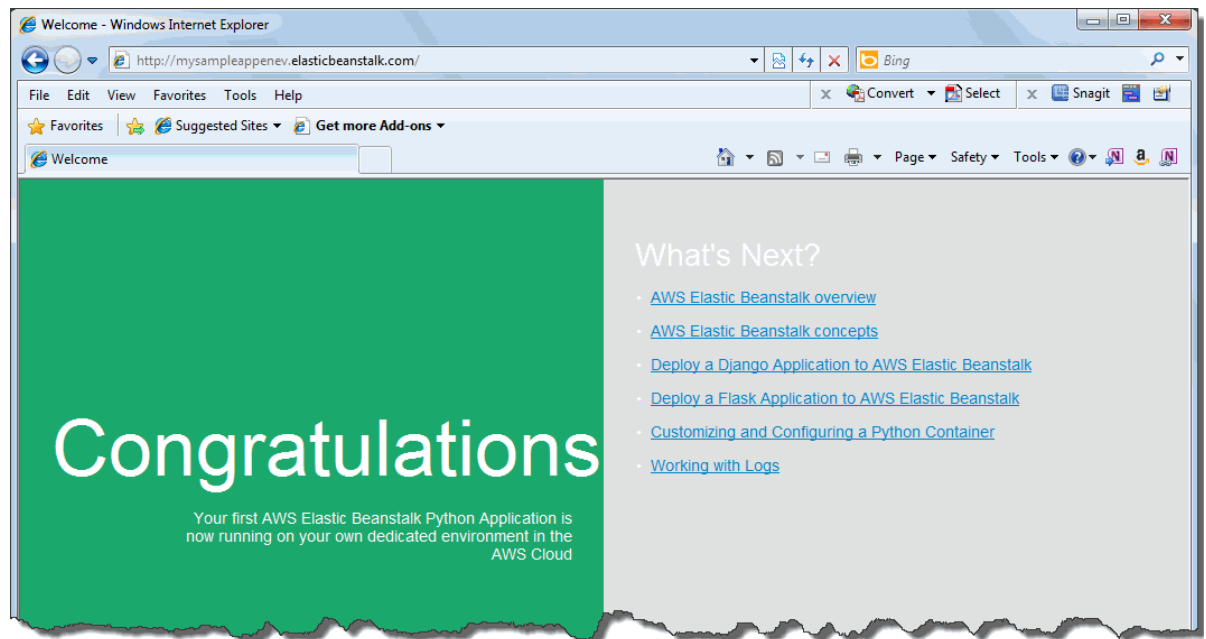 Welcome - Windows Internet Explorer
http://mysampleappenev.elasticbeanstalk.com/
Bing
File Edit View Favorites Tools Help
x Convert Select x Snagit
Favorites Suggested Sites Get more Add-ons
Welcome
Page Safety Tools
Congratulations
Your first AWS Elastic Beanstalk Python Application is
now running on your own dedicated environment in the
AWS Cloud
What's Next?
AWS Elastic Beanstalk overview
AWS Elastic Beanstalk concepts
Deploy a Django Application to AWS Elastic Beanstalk
Deploy a Flask Application to AWS Elastic Beanstalk
Customizing and Configuring a Python Container
Working with Logs